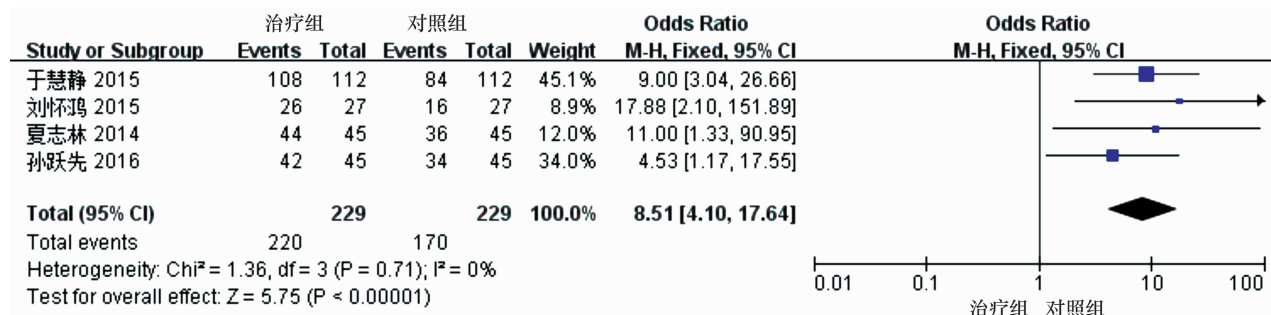 治疗组 对照组 Odds Ratio Odds Ratio
Study or Subgroup Events Total Events Total Weight M-H, Fixed, 95% CI M-H, Fixed, 95% CI
于慧静 2015 108 112 84 112 45.1% 9.00 [3.04, 26.66]
刘怀鸿 2015 26 27 16 27 8.9% 17.88 [2.10, 151.89]
夏志林 2014 44 45 36 45 12.0% 11.00 [1.33, 90.95]
孙跃先 2016 42 45 34 45 34.0% 4.53 [1.17, 17.55]
Total (95% CI) 229 229 100.0% 8.51 [4.10, 17.64]
Total events 220 170
Heterogeneity: Chi² = 1.36, df = 3 (P = 0.71); I² = 0%
Test for overall effect: Z = 5.75 (P < 0.00001)
0.01 0.1 1 10 100
治疗组 对照组